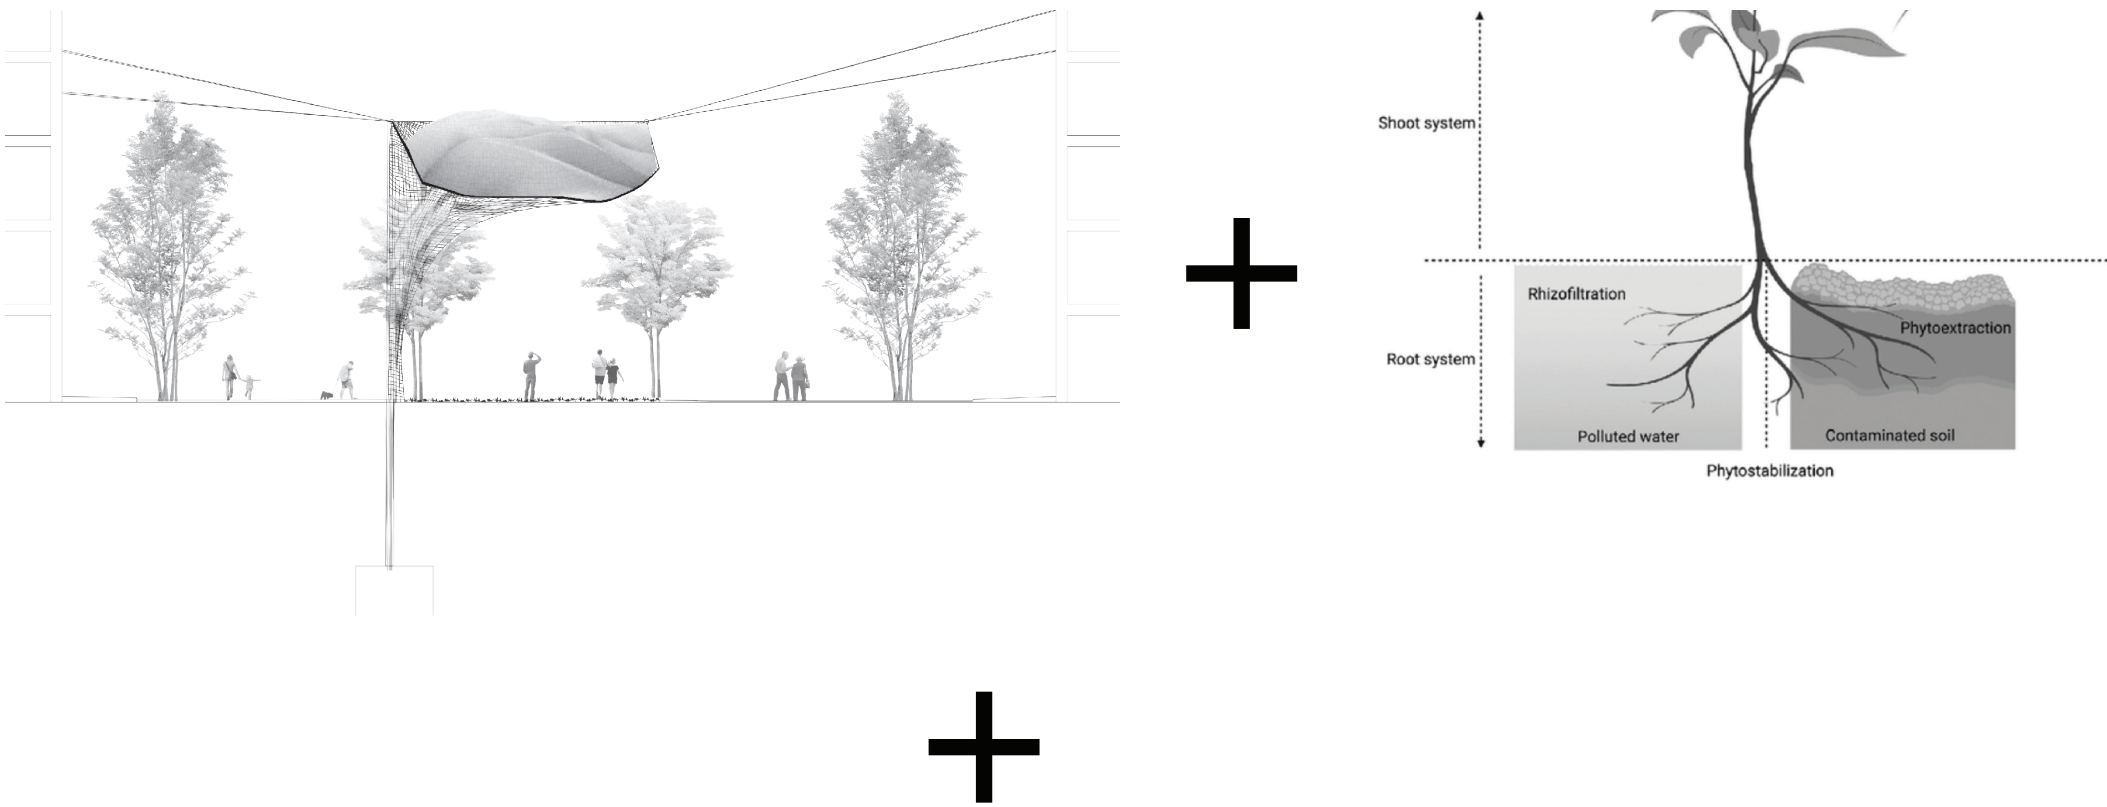 Shoot system
Rhizofiltration
Phytoextraction
Root system
Polluted water
Contaminated soil
Phytostabilization